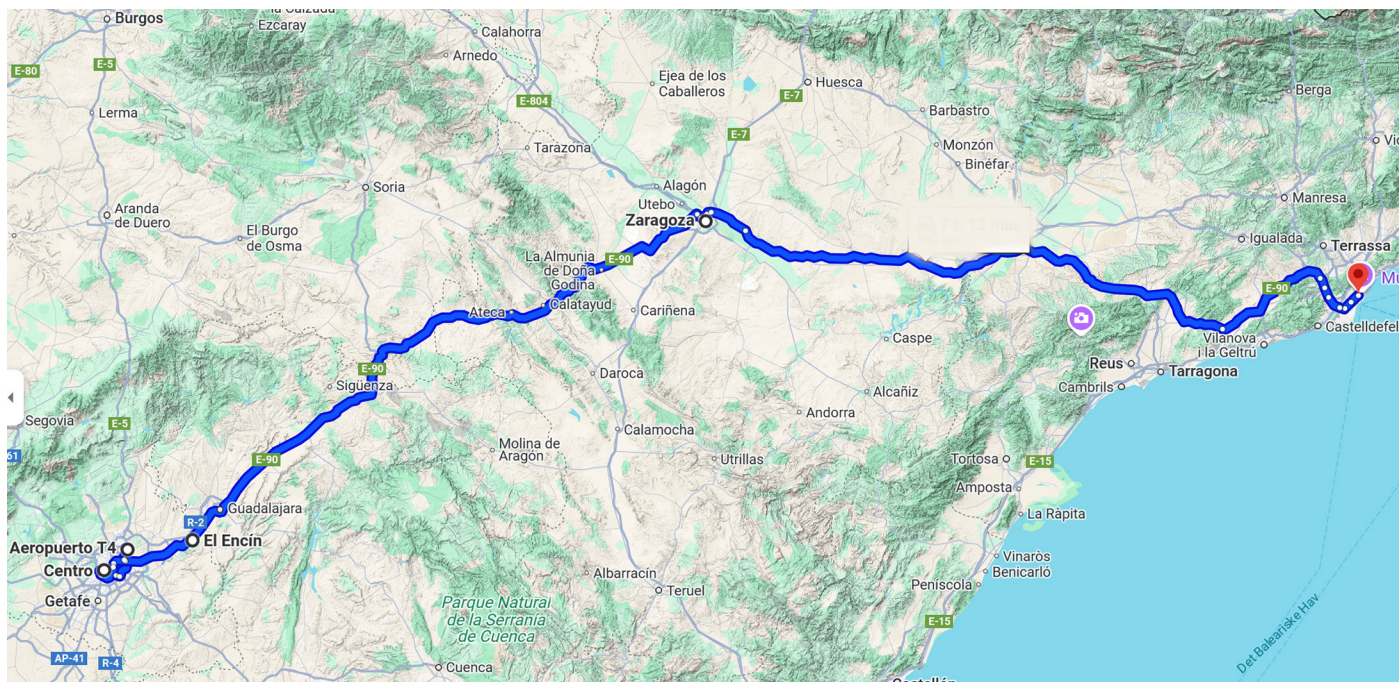 la Calzada
Burgos
Ezcaray
Calahorra
E-5
Arnedo
E-80
Ejea de los
Caballeros
Huesca
E-7
Berga
E-804
Lerma
Barbastro
E-7
Tarazona
Monzón
Binéfar
Soria
Alagón
Manresa
Utebo
Aranda
de Duero
Zaragoza
El Burgo
de Osma
Igualada
Terrassa
La Almunia
de Doña
Godina
E-90
E-90
Ateca
Calatayud
Cariñena
Castelldefel
Caspe
Vilanova
i la Geltrú
E-90
Reus
Tarragona
Daroca
Sigüenza
Cambrils
Alcañiz
Andorra
Segovia
E-5
Calamocha
Molina de
Aragón
61
E-90
Utrillas
Tortosa
E-15
Amposta
Guadalajara
La Ràpita
R-2
El Encín
Aeropuerto T4
Centro
Vinaròs
Benicarló
Albarracín
Peníscola
Teruel
Getafe
Parque Natural
de la Serranía
de Cuenca
E-15
Det Baleariske Hav
AP-41
R-4
Cuenca